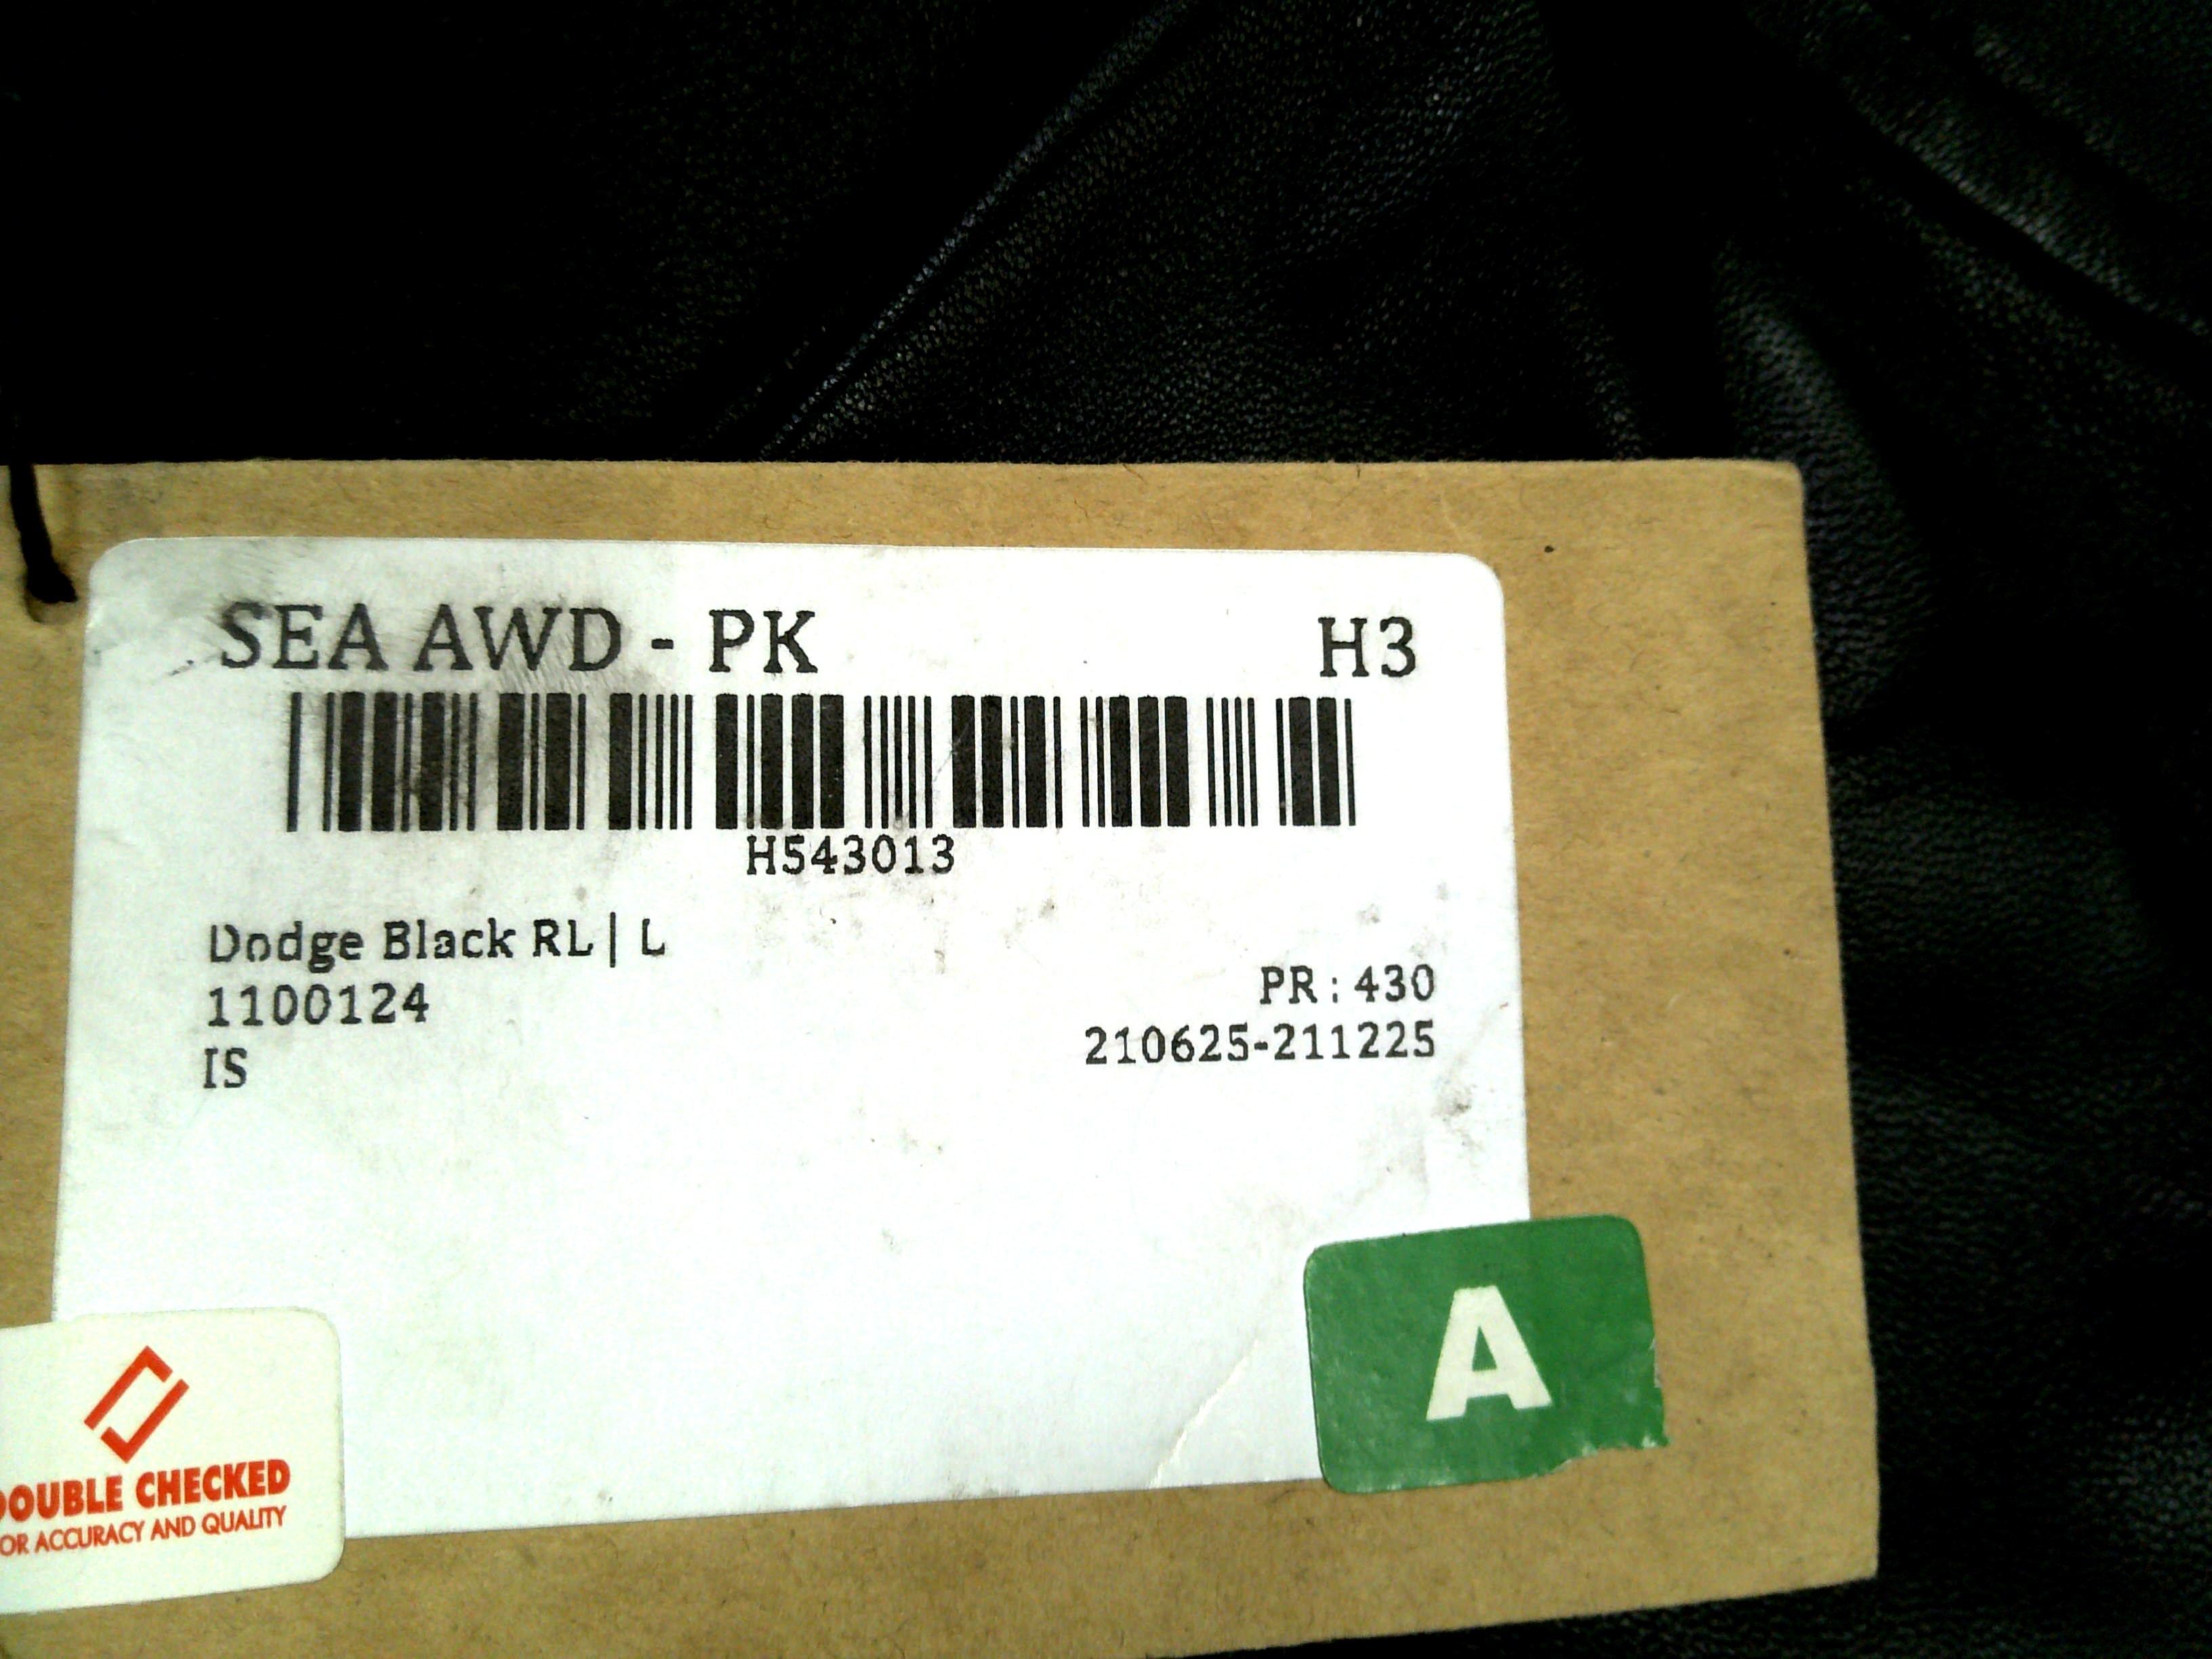 SEA AWD - PK H3
H543013
Dodge Black RL | L
1100124
PR : 430
IS
210625-211225
A
DOUBLE CHECKED
OR ACCURACY AND QUALITY